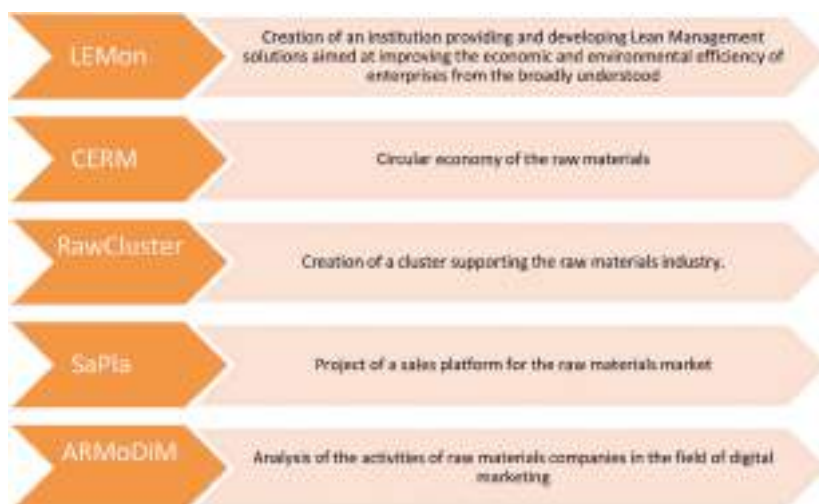 LEMon
Creation of an institution providing and developing Lean Management
solutions aimed at improving the economic and environmental efficiency of
enterprises from the broadly understood
CERM
Circular economy of the raw materials
RawCluster
Creation of a cluster supporting the raw materials industry.
SaPla
Project of a sales platform for the raw materials market
ARMoDiM
Analysis of the activities of raw materials companies in the field of digital
marketing